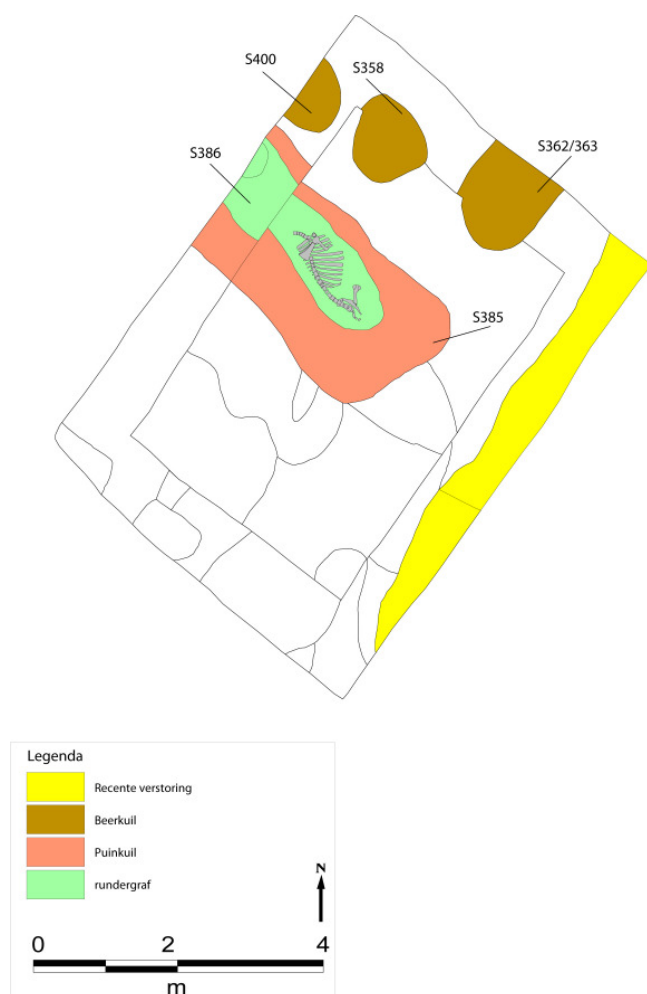 S400
S358
S362/363
S386
S385
Legenda
Recente verstoring
Beerkuil
Puinkuil
rundergraf
N
0 2 4
m